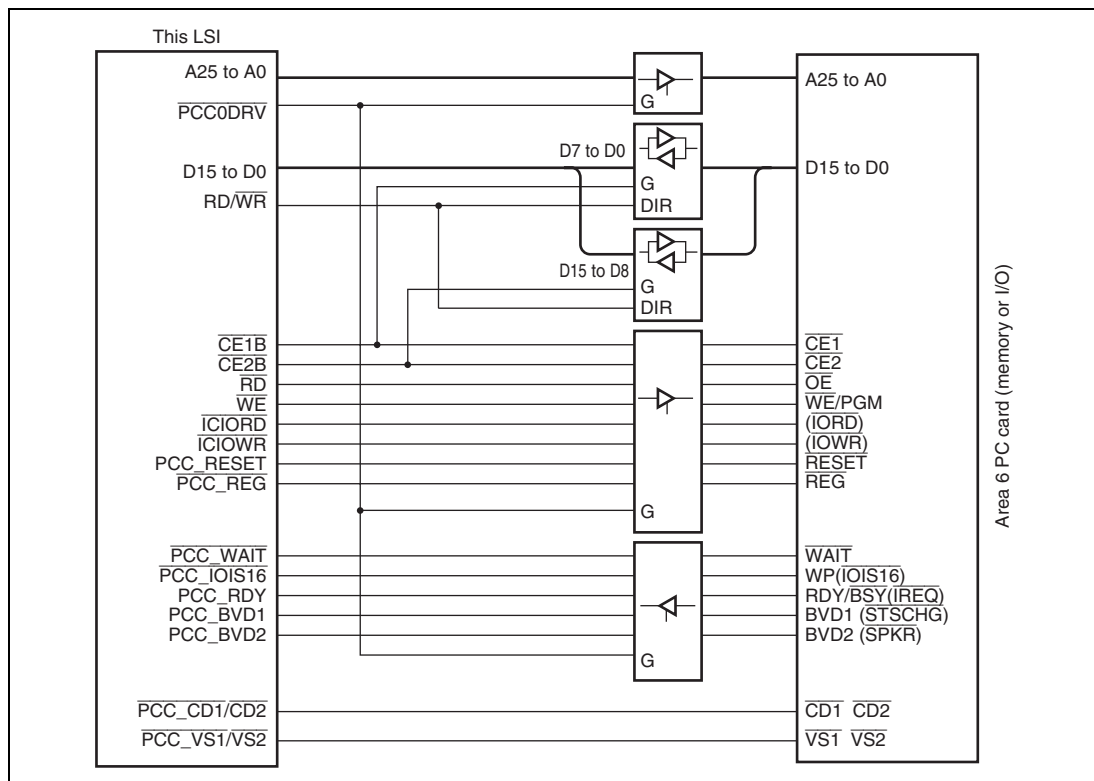 This LSI
A25 to A0
PCC0DRV
D15 to D0
RD/WR
CE1B
CE2B
RD
WE
ICIORD
ICIOWR
PCC_RESET
PCC_REG
PCC_WAIT
PCC_IOIS16
PCC_RDY
PCC_BVD1
PCC_BVD2
PCC_CD1/CD2
PCC_VS1/VS2
G
D7 to D0
G
DIR
D15 to D8
G
DIR
G
G
A25 to A0
D15 to D0
CE1
CE2
OE
WE/PGM
(IORD)
(IOWR)
RESET
REG
WAIT
WP(IOIS16)
RDY/BSY(IREQ)
BVD1 (STSCHG)
BVD2 (SPKR)
CD1 CD2
VS1 VS2
Area 6 PC card (memory or I/O)